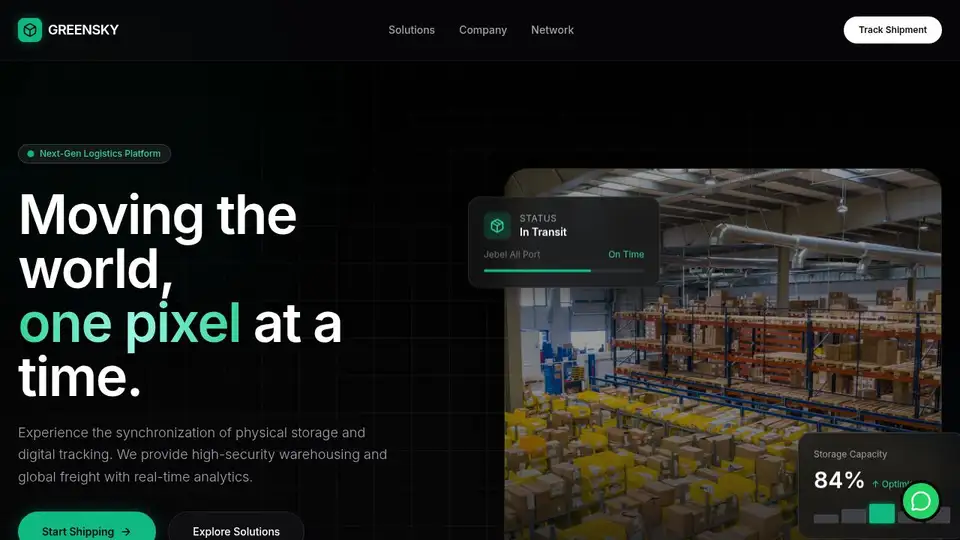 GREENSKY
Solutions
Company
Network
Track Shipment
Next-Gen Logistics Platform
Moving the
world,
one pixel at a
time.
Experience the synchronization of physical storage and
digital tracking. We provide high-security warehousing and
global freight with real-time analytics.
Start Shipping →
Explore Solutions
STATUS
In Transit
Jebel Ali Port
On Time
Storage Capacity
84%